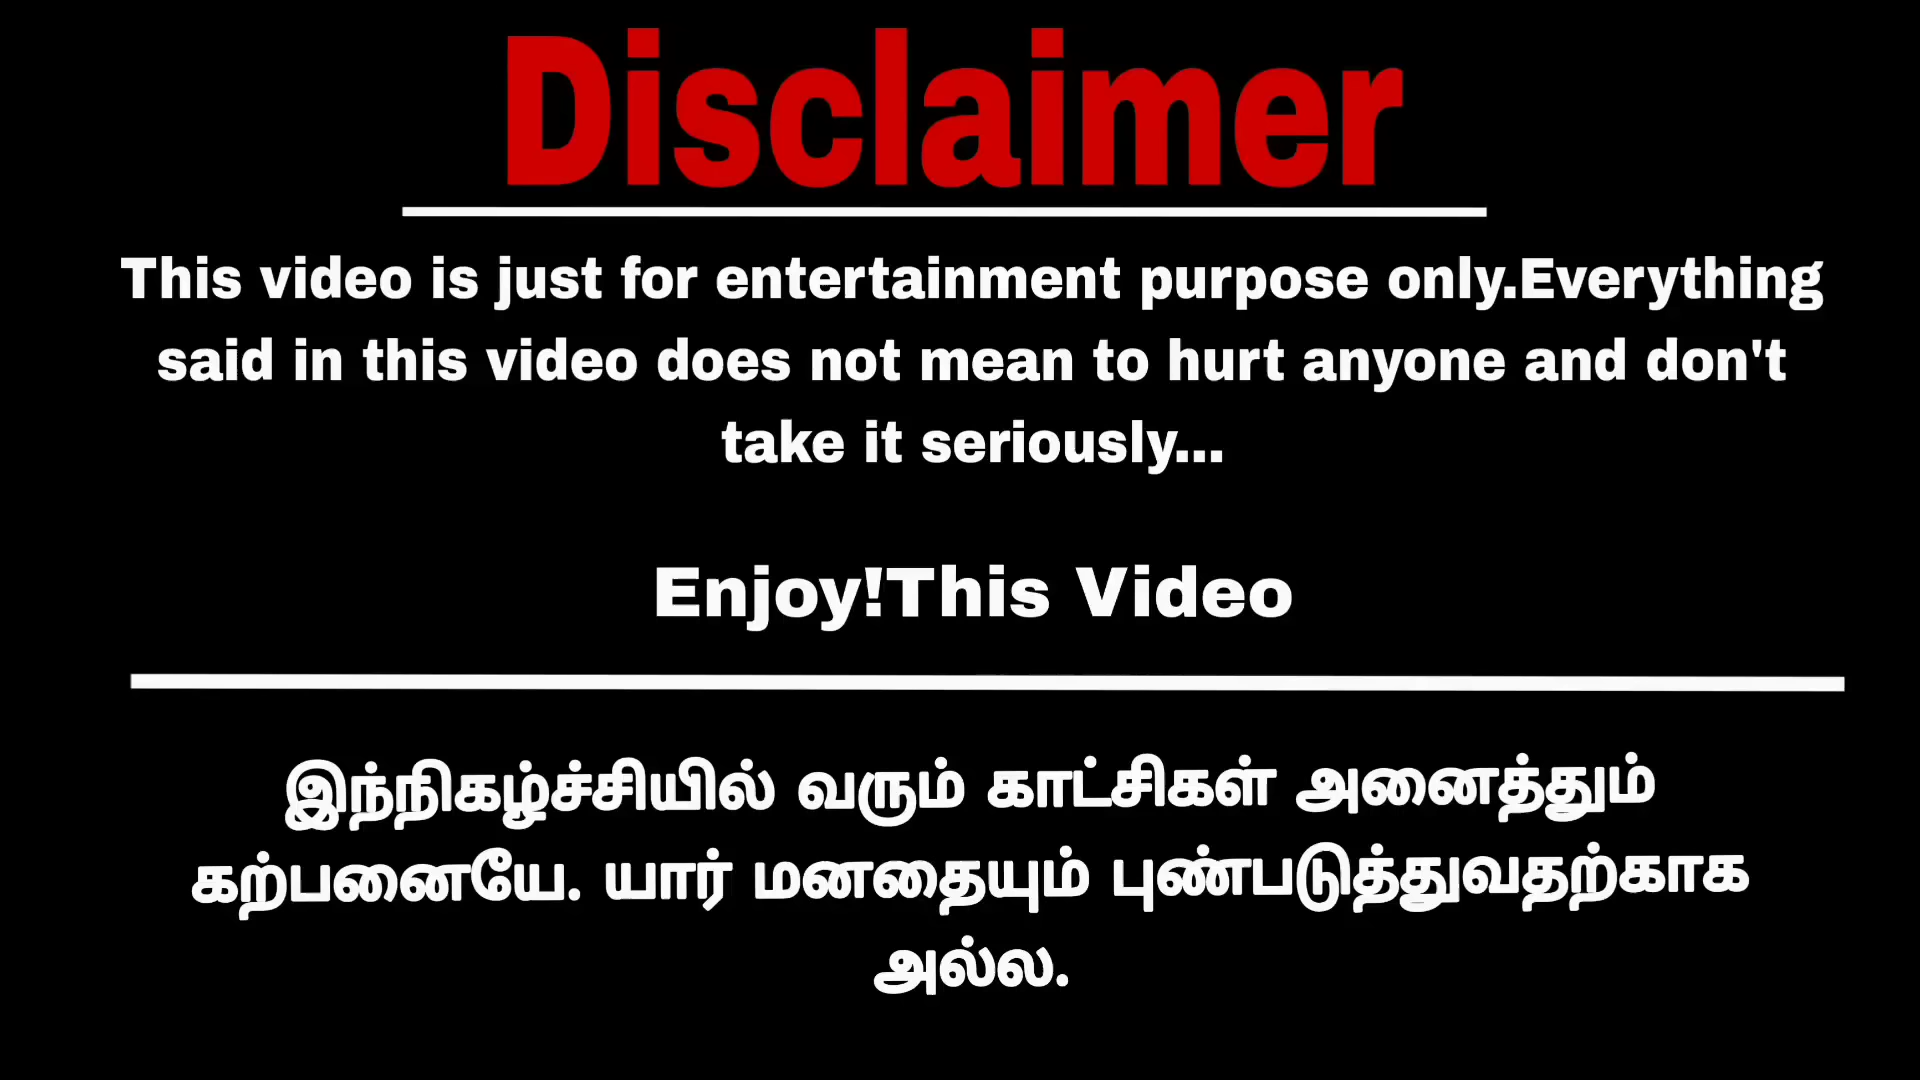 Disclaimer
This video is just for entertainment purpose only.Everything
said in this video does not mean to hurt anyone and don't
take it seriously...
Enjoy!This Video
இந்நிகழ்ச்சியில் வரும் காட்சிகள் அனைத்தும்
கற்பனையே. யார் மனதையும் புண்படுத்துவதற்காக
அல்ல.